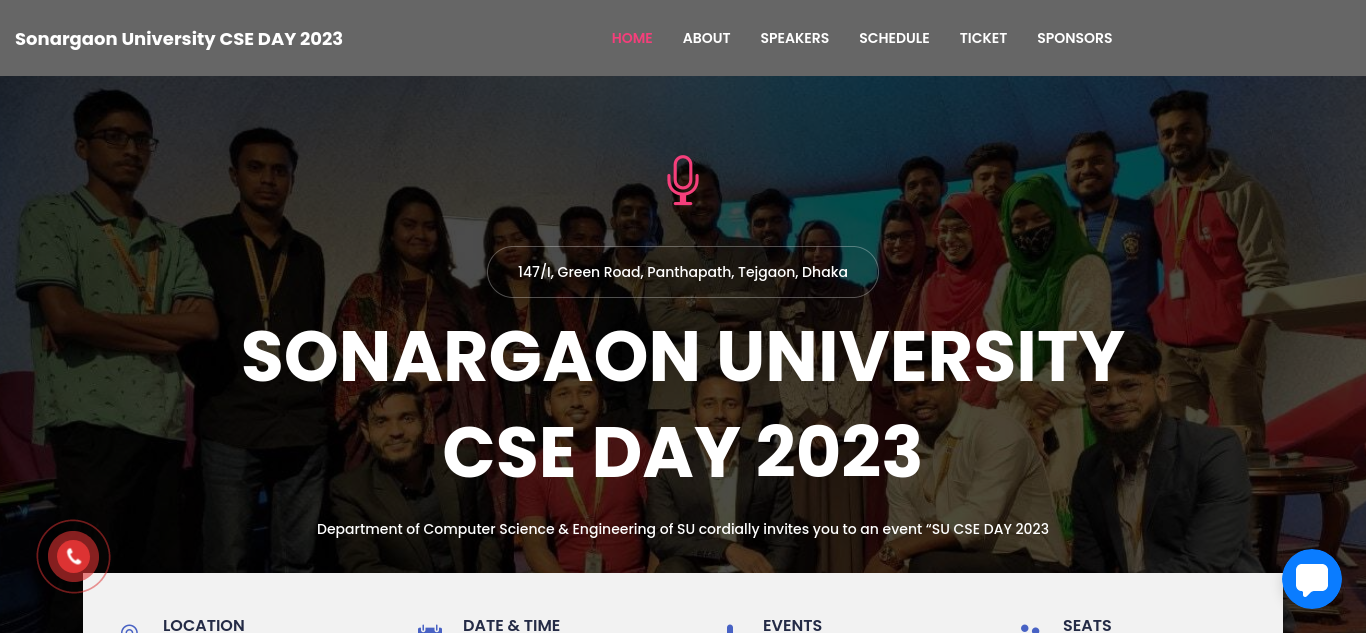 Sonargaon University CSE DAY 2023
HOME ABOUT SPEAKERS SCHEDULE TICKET SPONSORS
147/I, Green Road, Panthapath, Tejgaon, Dhaka
SONARGAON UNIVERSITY
CSE DAY 2023
Department of Computer Science & Engineering of SU cordially invites you to an event “SU CSE DAY 2023
LOCATION DATE & TIME EVENTS SEATS